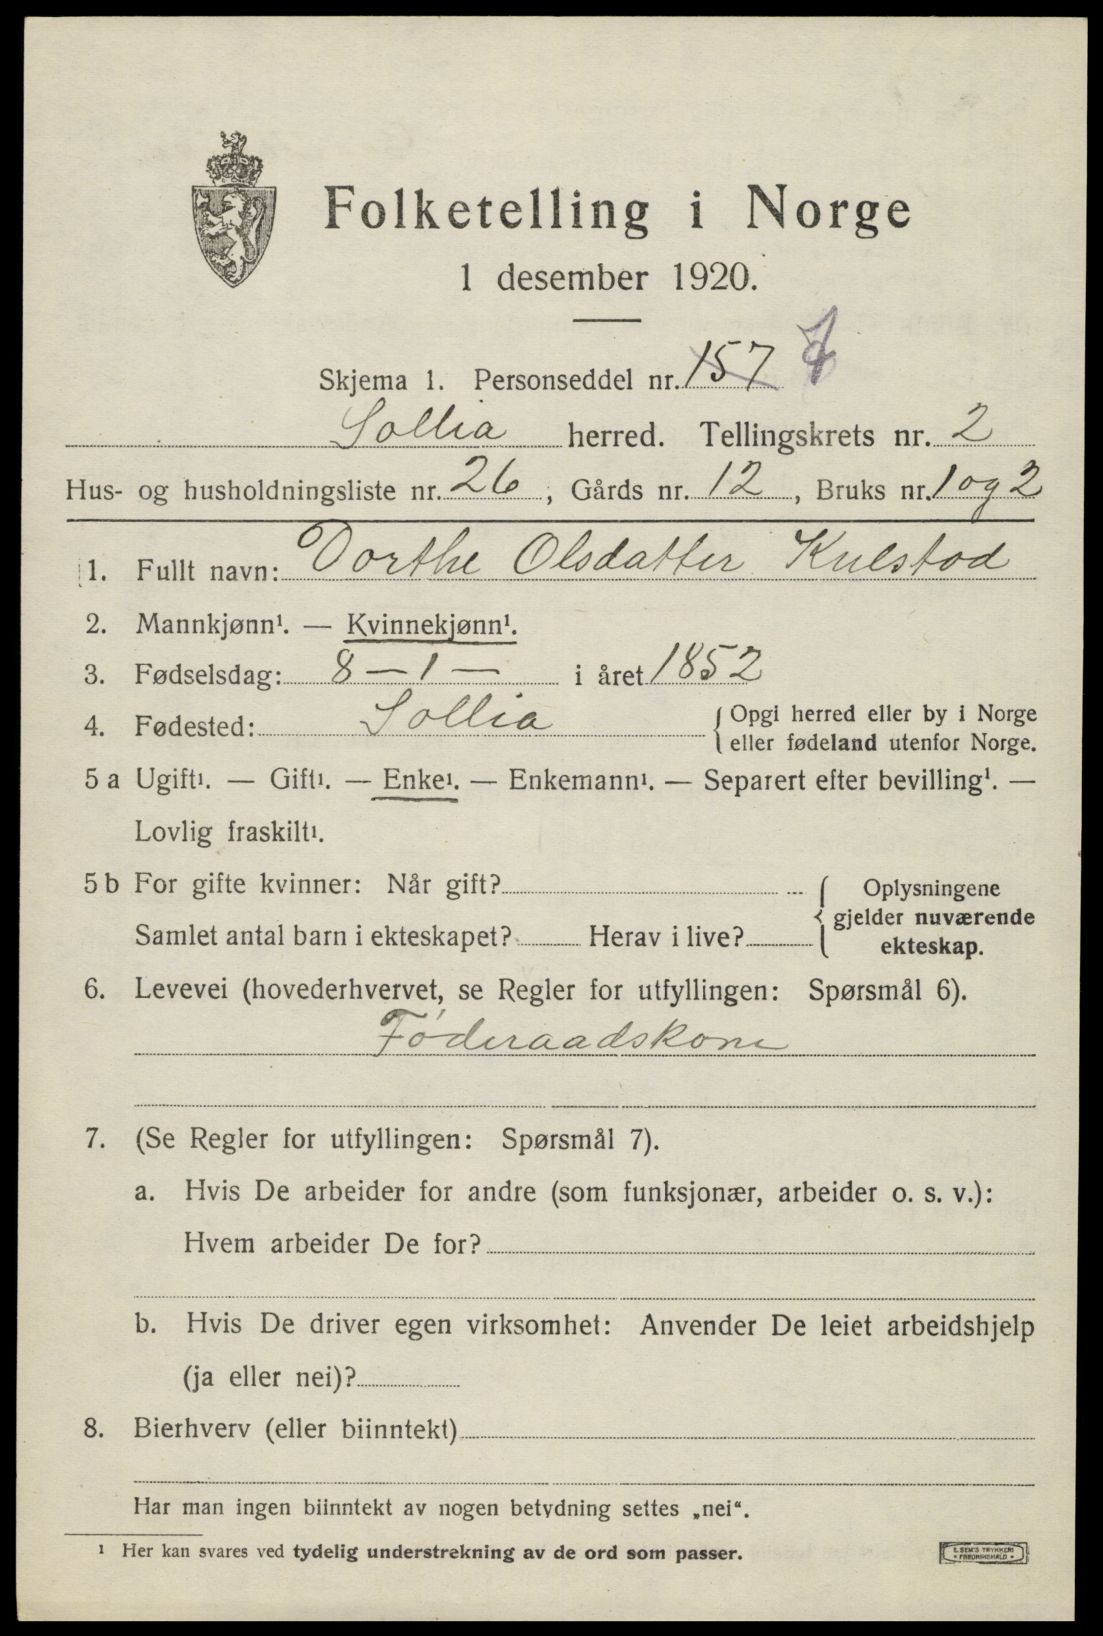 Folketelling i Norge
1 desember 1920.
Skjema 1. Personseddel nr. 157
Sollia herred. Tellingskrets nr. 2
Hus- og husholdningsliste nr. 26, Gårds nr. 12, Bruks nr. 1 og 2
1. Fullt navn: Dorthe Olsdatter Kulstad
2. Mannkjønn¹. — Kvinnekjønn¹.
3. Fødselsdag: 8 — 1 — i året 1852
4. Fødested: Sollia { Opgi herred eller by i Norge
eller fødeland utenfor Norge.
5 a Ugift¹. — Gift¹. — Enke¹. — Enkemann¹. — Separert efter bevilling¹. —
Lovlig fraskilt¹.
5 b For gifte kvinner: Når gift? { Oplysningene
gjelder nuværende
Samlet antal barn i ekteskapet? Herav i live?
ekteskap.
6. Levevei (hovederhvervet, se Regler for utfyllingen: Spørsmål 6).
Føderaadskone
7. (Se Regler for utfyllingen: Spørsmål 7).
a. Hvis De arbeider for andre (som funksjonær, arbeider o. s. v.):
Hvem arbeider De for?
b. Hvis De driver egen virksomhet: Anvender De leiet arbeidshjelp
(ja eller nei)?
8. Bierhverv (eller biinntekt)
Har man ingen biinntekt av nogen betydning settes „nei“.
¹ Her kan svares ved tydelig understrekning av de ord som passer.
E. SEM'S TRYKKERI
• FREDRIKSHALD •